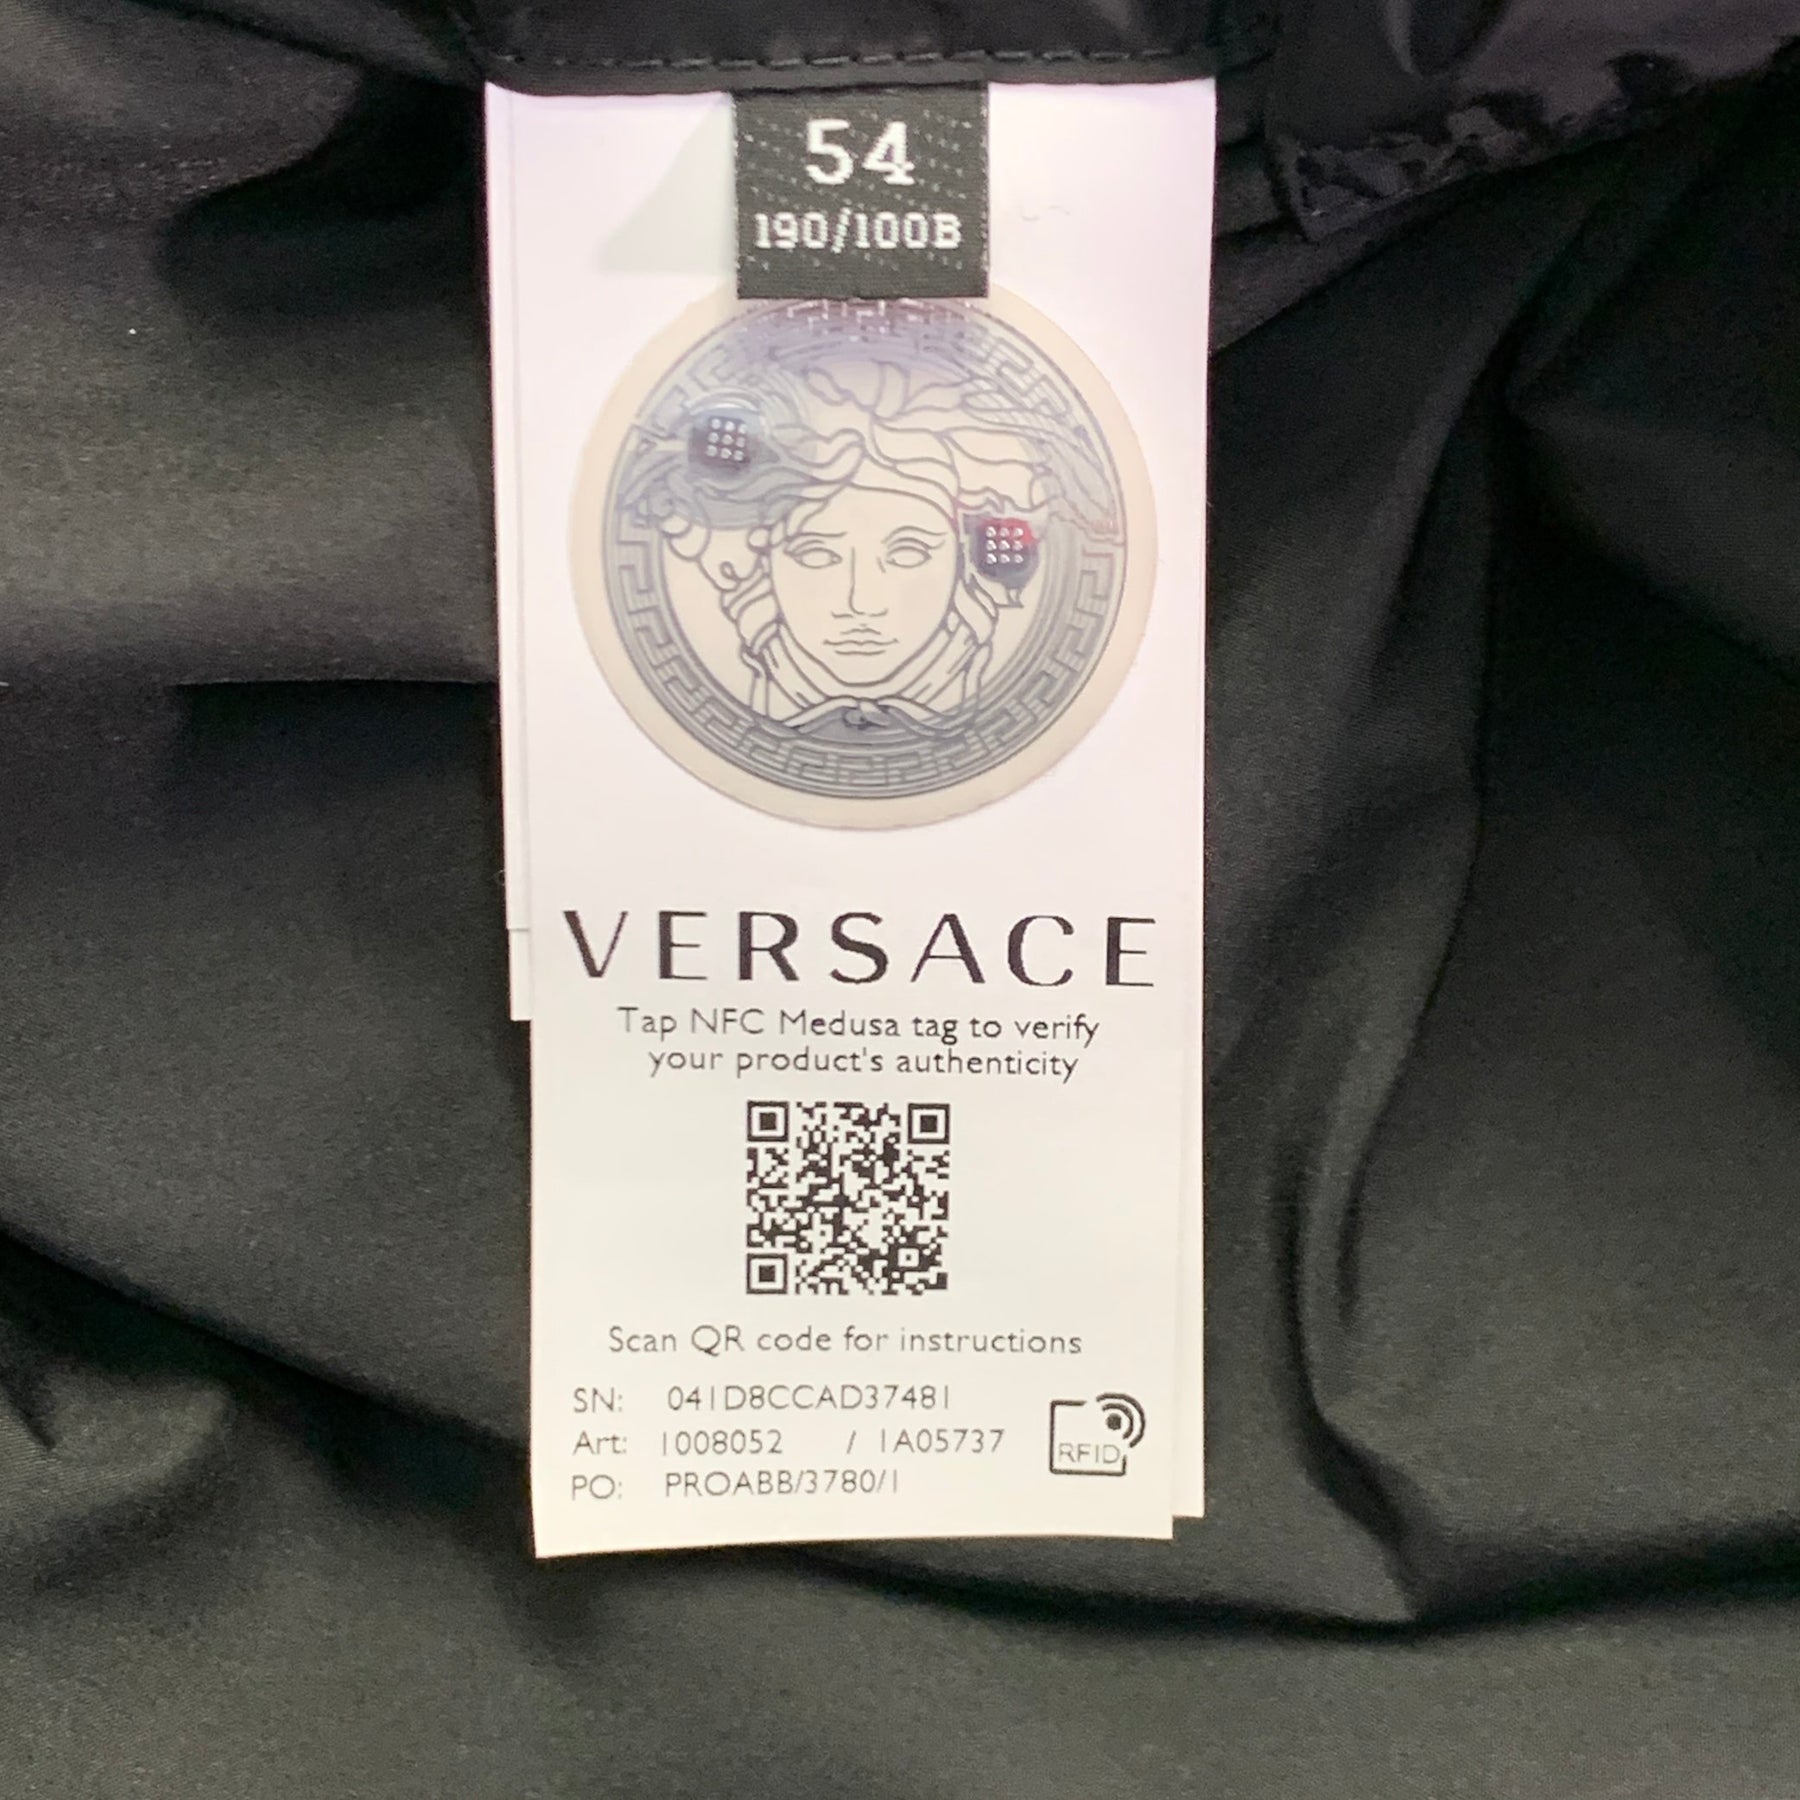 54
190/100B
VERSACE
Tap NFC Medusa tag to verify
your product's authenticity
Scan QR code for instructions
SN: 041D8CCAD37481
Art: 1008052 / 1A05737
PO: PROABB/3780/1
RFID